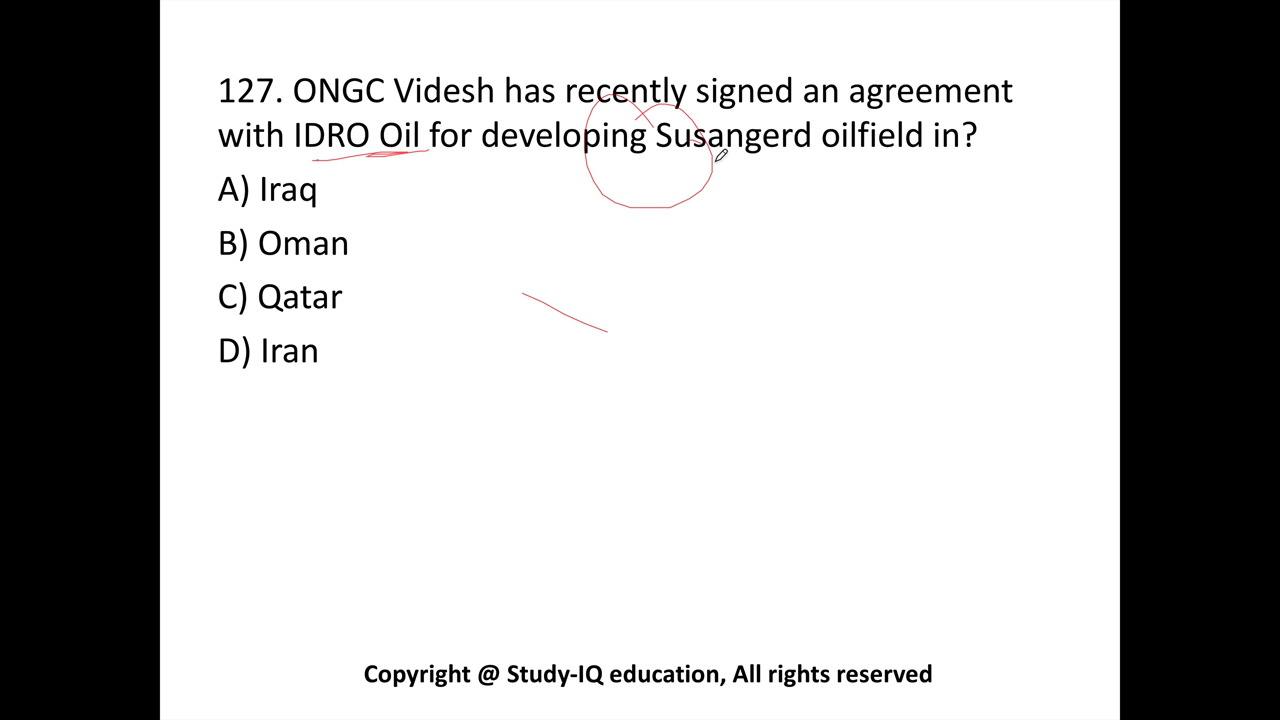 127. ONGC Videsh has recently signed an agreement
with IDRO Oil for developing Susangerd oilfield in?
A) Iraq
B) Oman
C) Qatar
D) Iran
Copyright @ Study-IQ education, All rights reserved